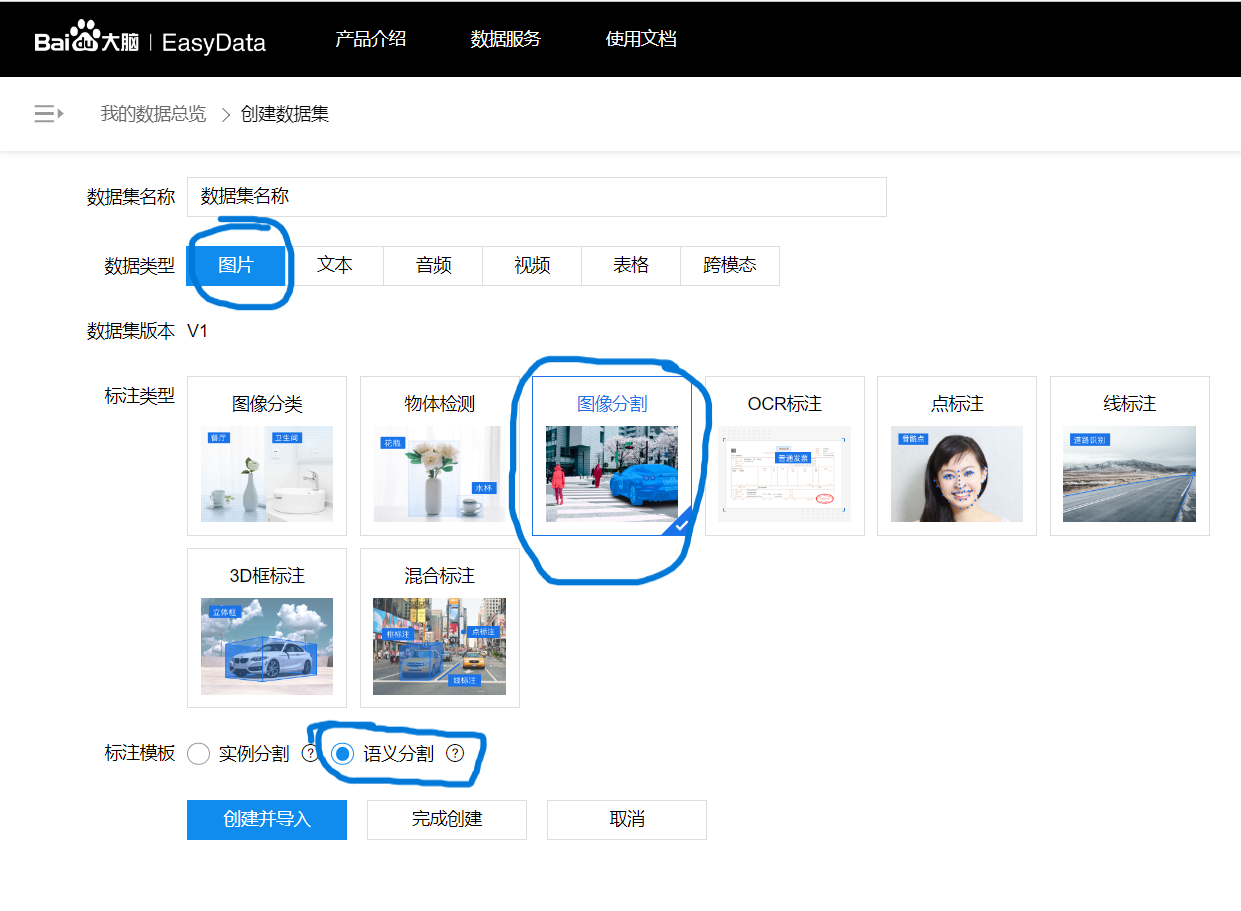 Bai du 大脑 | EasyData 产品介绍 数据服务 使用文档
我的数据总览 > 创建数据集
数据集名称 数据集名称
数据类型 图片 文本 音频 视频 表格 跨模态
数据集版本 V1
标注类型 图像分类 物体检测 图像分割 OCR标注 点标注 线标注
餐厅 卫生间 花瓶 水杯 普通发票 骨骼点 道路识别
3D框标注 混合标注
立体框 框标注 点标注 线标注
标注模板 实例分割 ? 语义分割 ?
创建并导入 完成创建 取消